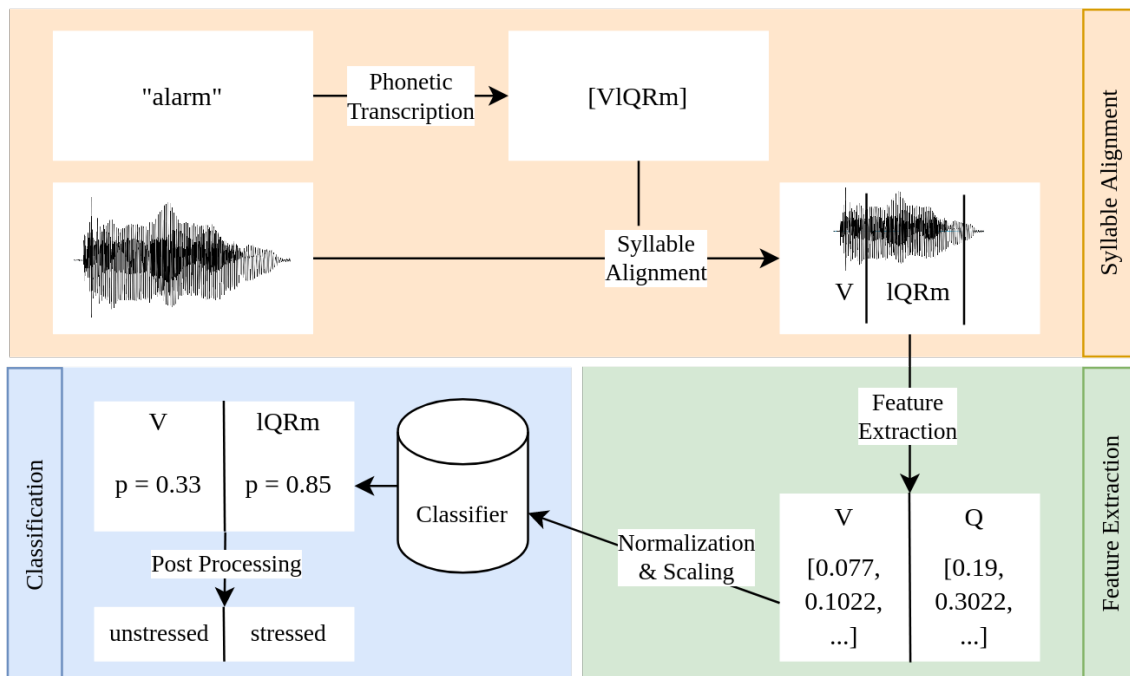 "alarm"
Phonetic
Transcription
[VlQRm]
Syllable
Alignment
V lQRm
Syllable Alignment
Feature
Extraction
V Q
[0.077, [0.19,
0.1022, 0.3022,
...] ...]
Feature Extraction
Normalization
& Scaling
Classifier
V lQRm
p = 0.33 p = 0.85
Post Processing
unstressed stressed
Classification